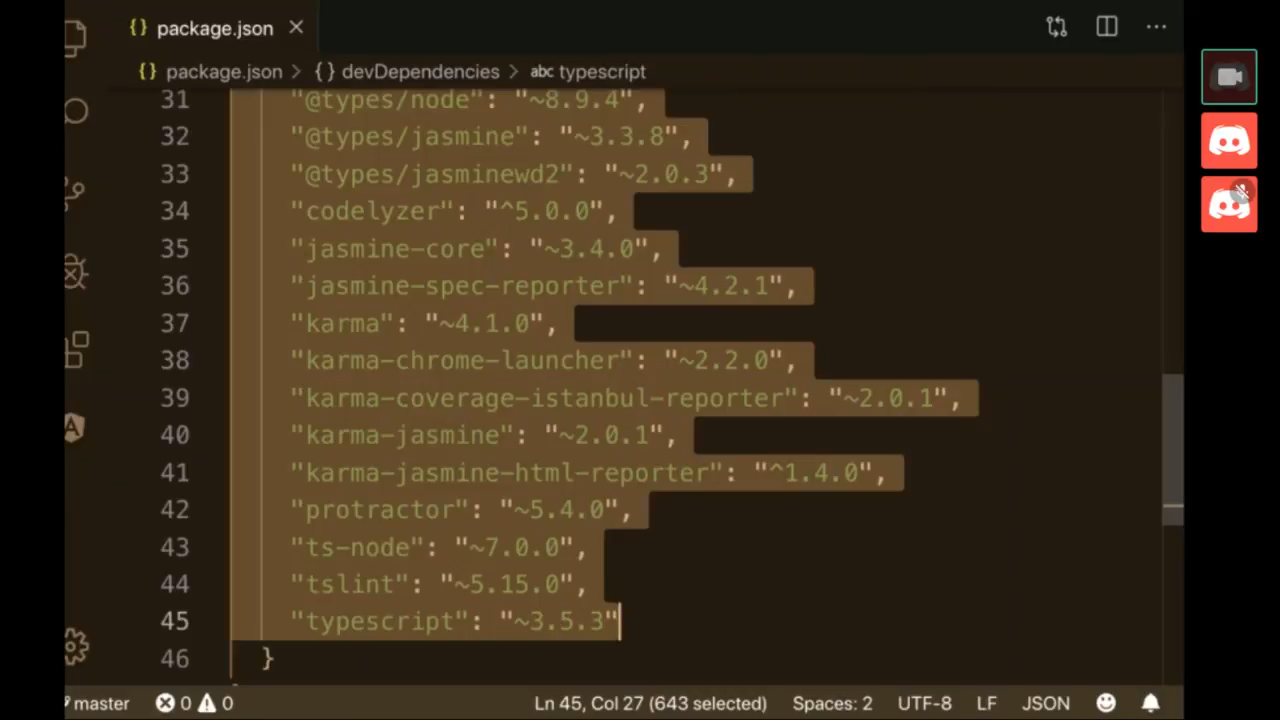 {} package.json ×
{} package.json > {} devDependencies > abc typescript
31 "@types/node": "~8.9.4",
32 "@types/jasmine": "~3.3.8",
33 "@types/jasminewd2": "~2.0.3",
34 "codelyzer": "^5.0.0",
35 "jasmine-core": "~3.4.0",
36 "jasmine-spec-reporter": "~4.2.1",
37 "karma": "~4.1.0",
38 "karma-chrome-launcher": "~2.2.0",
39 "karma-coverage-istanbul-reporter": "~2.0.1",
40 "karma-jasmine": "~2.0.1",
41 "karma-jasmine-html-reporter": "^1.4.0",
42 "protractor": "~5.4.0",
43 "ts-node": "~7.0.0",
44 "tslint": "~5.15.0",
45 "typescript": "~3.5.3"
46 }
master 0 0 Ln 45, Col 27 (643 selected) Spaces: 2 UTF-8 LF JSON